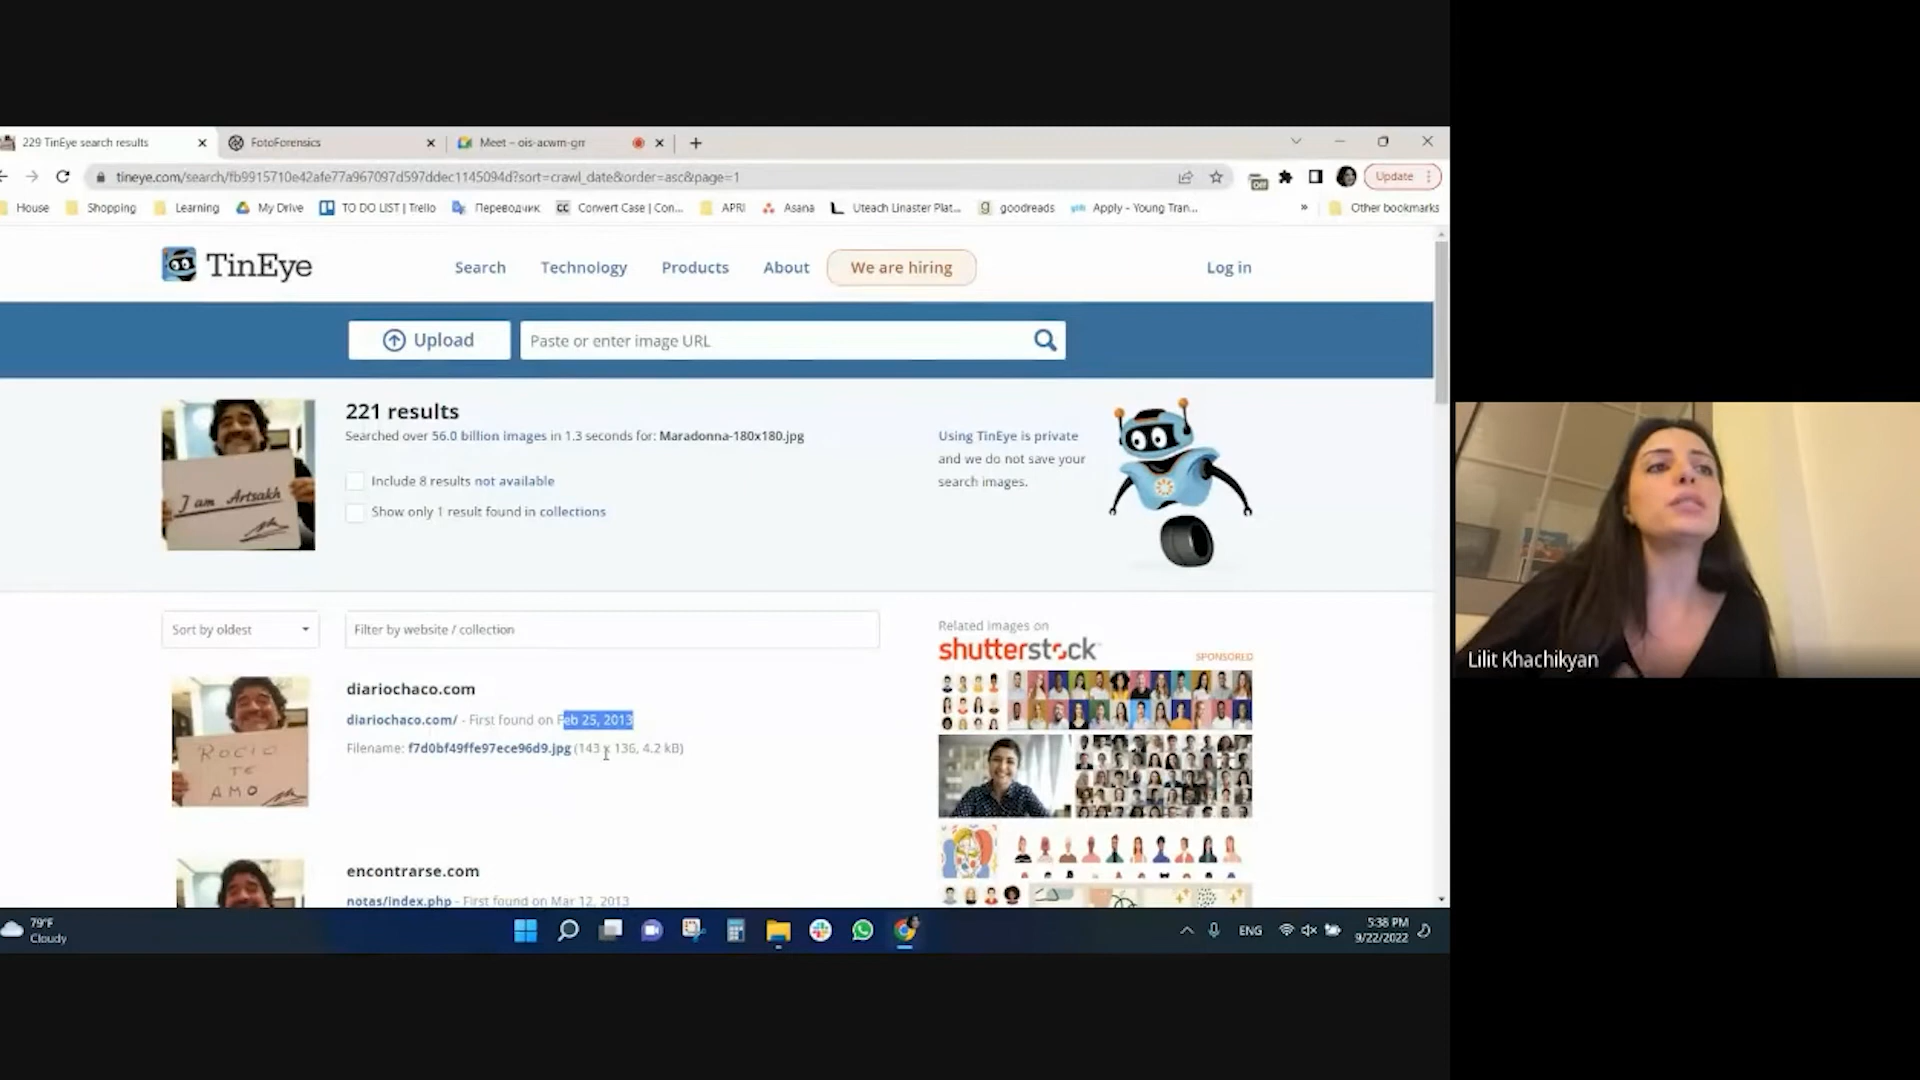 229 TinEye search results
FotoForensics
Meet – ois-acwm-grr
tineye.com/search/fb9915710e42afe77a967097d597ddec1145094d?sort=crawl_date&order=asc&page=1
Off
Update
House
Shopping
Learning
My Drive
TO DO LIST | Trello
Переводчик
CC Convert Case | Con...
APRI
Asana
Uteach Linaster Plat...
goodreads
Apply - Young Tran...
»
Other bookmarks
TinEye
Search
Technology
Products
About
We are hiring
Log in
Upload
Paste or enter image URL
I am Artsakh
221 results
Searched over 56.0 billion images in 1.3 seconds for: Maradonna-180x180.jpg
Include 8 results not available
Show only 1 result found in collections
Using TinEye is private
and we do not save your
search images.
Sort by oldest
Filter by website / collection
Related images on
shutterstock
SPONSORED
ROCIO
TE
AMO
diariochaco.com
diariochaco.com/ - First found on Feb 25, 2013
Filename: f7d0bf49ffe97ece96d9.jpg (143 x 136, 4.2 kB)
encontrarse.com
notas/index.php - First found on Mar 12, 2013
Lilit Khachikyan
79°F
Cloudy
ENG
5:38 PM
9/22/2022